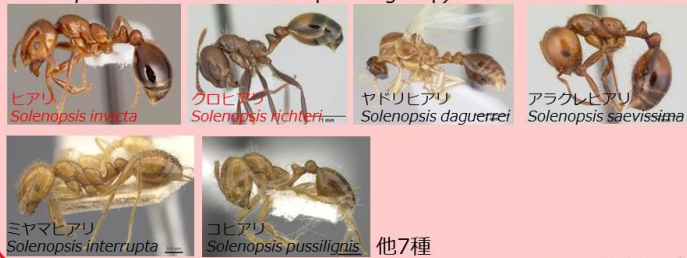 ヒアリ
Solenopsis invicta
クロヒアリ
Solenopsis richteri
ヤドリヒアリ
Solenopsis daguerrei
アラクレヒアリ
Solenopsis saevissima
ミヤマヒアリ
Solenopsis interrupta
コヒアリ
Solenopsis pussilignis
他7種